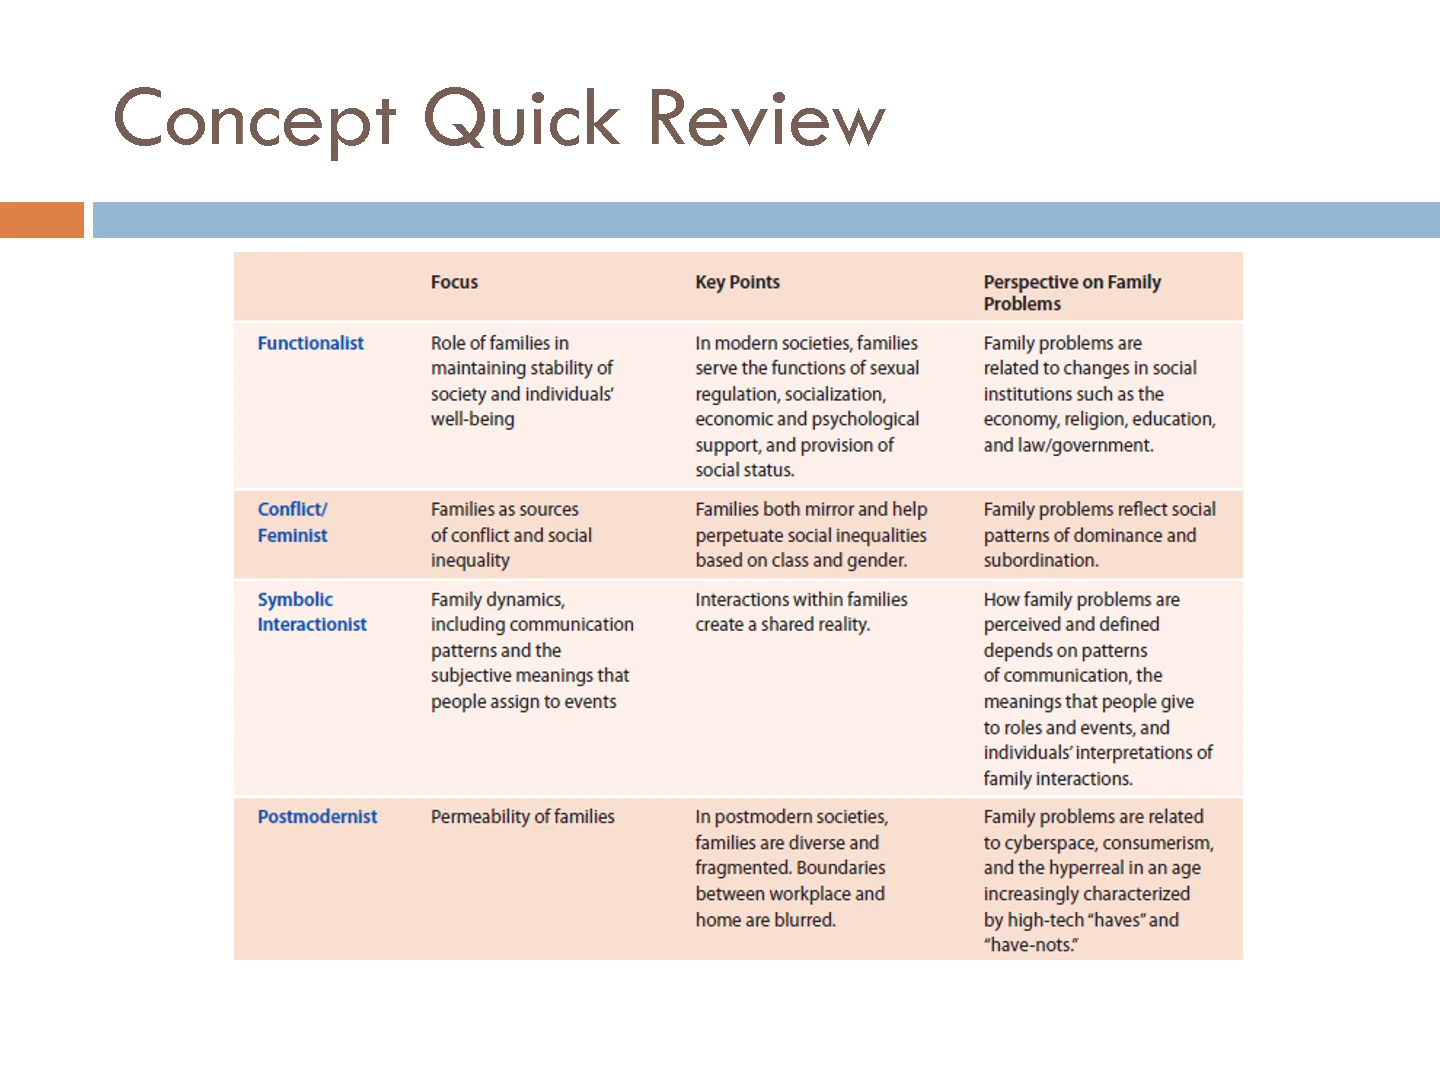 Concept Quick Review
Focus
Key Points
Perspective on Family
Problems
Functionalist
Role of families in
maintaining stability of
society and individuals’
well-being
In modern societies, families
serve the functions of sexual
regulation, socialization,
economic and psychological
support, and provision of
social status.
Family problems are
related to changes in social
institutions such as the
economy, religion, education,
and law/government.
Conflict/
Feminist
Families as sources
of conflict and social
inequality
Families both mirror and help
perpetuate social inequalities
based on class and gender.
Family problems reflect social
patterns of dominance and
subordination.
Symbolic
Interactionist
Family dynamics,
including communication
patterns and the
subjective meanings that
people assign to events
Interactions within families
create a shared reality.
How family problems are
perceived and defined
depends on patterns
of communication, the
meanings that people give
to roles and events, and
individuals’ interpretations of
family interactions.
Postmodernist
Permeability of families
In postmodern societies,
families are diverse and
fragmented. Boundaries
between workplace and
home are blurred.
Family problems are related
to cyberspace, consumerism,
and the hyperreal in an age
increasingly characterized
by high-tech “haves” and
“have-nots.”